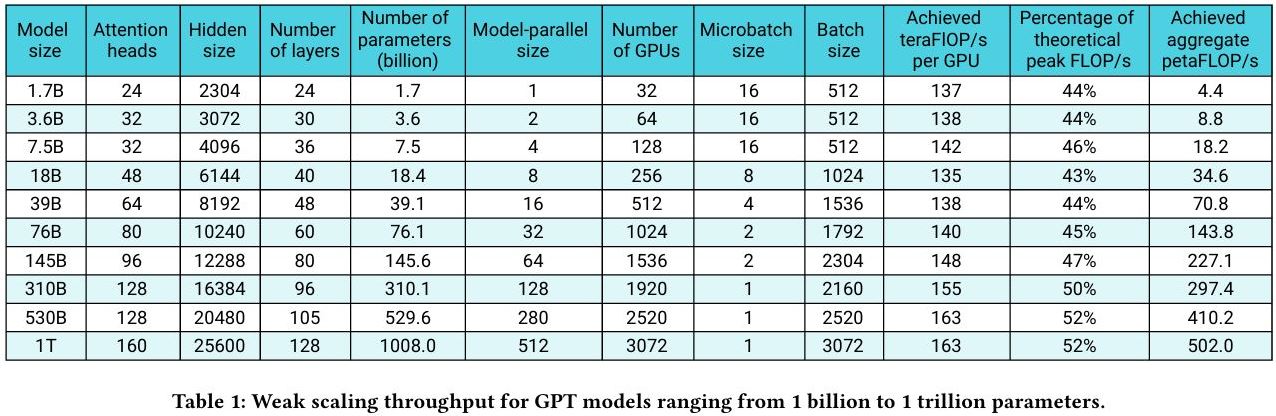 Model size Attention heads Hidden size Number of layers Number of parameters (billion) Model-parallel size Number of GPUs Microbatch size Batch size Achieved teraFlOP/s per GPU Percentage of theoretical peak FLOP/s Achieved aggregate petaFLOP/s
1.7B 24 2304 24 1.7 1 32 16 512 137 44% 4.4
3.6B 32 3072 30 3.6 2 64 16 512 138 44% 8.8
7.5B 32 4096 36 7.5 4 128 16 512 142 46% 18.2
18B 48 6144 40 18.4 8 256 8 1024 135 43% 34.6
39B 64 8192 48 39.1 16 512 4 1536 138 44% 70.8
76B 80 10240 60 76.1 32 1024 2 1792 140 45% 143.8
145B 96 12288 80 145.6 64 1536 2 2304 148 47% 227.1
310B 128 16384 96 310.1 128 1920 1 2160 155 50% 297.4
530B 128 20480 105 529.6 280 2520 1 2520 163 52% 410.2
1T 160 25600 128 1008.0 512 3072 1 3072 163 52% 502.0
Table 1: Weak scaling throughput for GPT models ranging from 1 billion to 1 trillion parameters.